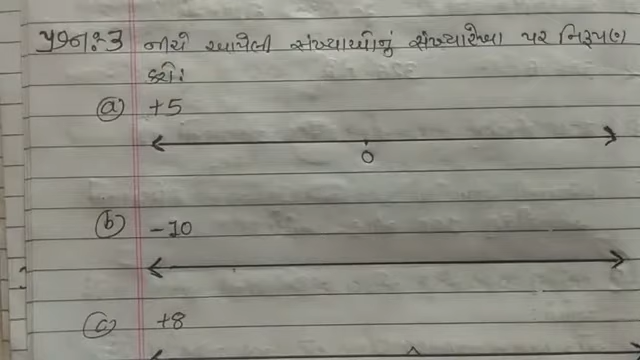 પ્રશ્ન:-3 નીચે આપેલી સંખ્યાઓનું સંખ્યારેખા પર નિરૂપણ
કરો:
(a) +5
0
(b) -10
(c) +8